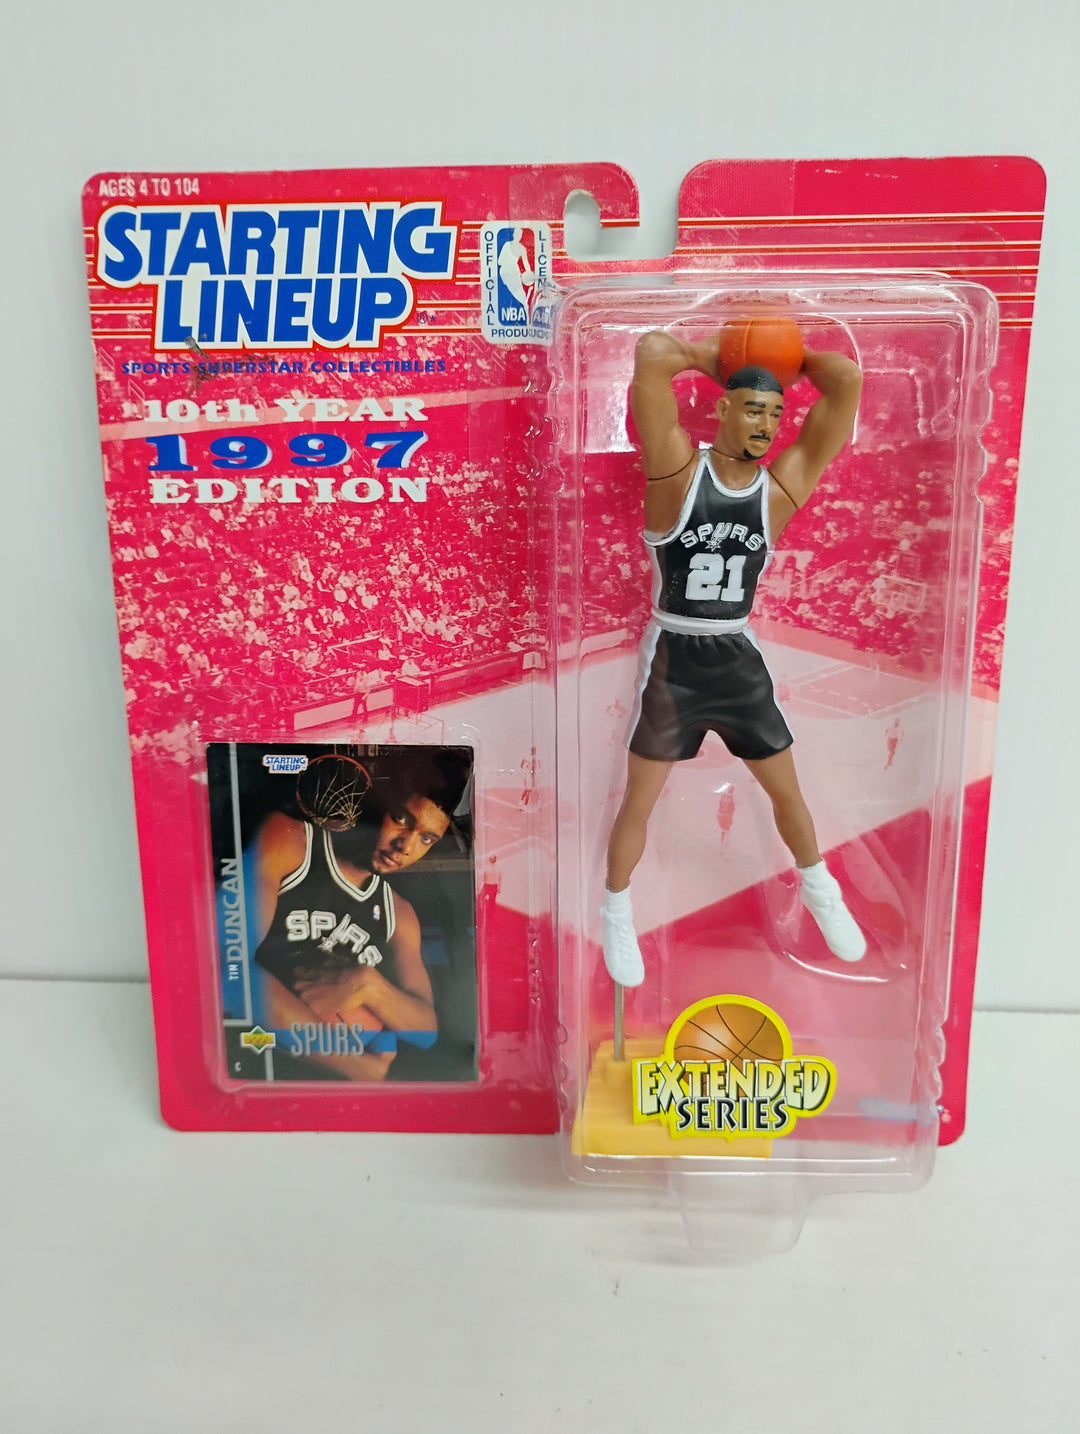 AGES 4 TO 104
STARTING
LINEUP
SPORTS SUPERSTAR COLLECTIBLES
10th YEAR
1997
EDITION
OFFICIAL
NBA
SPURS
21
STARTING
LINEUP
TIM DUNCAN
SPURS
SPURS
C
EXTENDED
SERIES